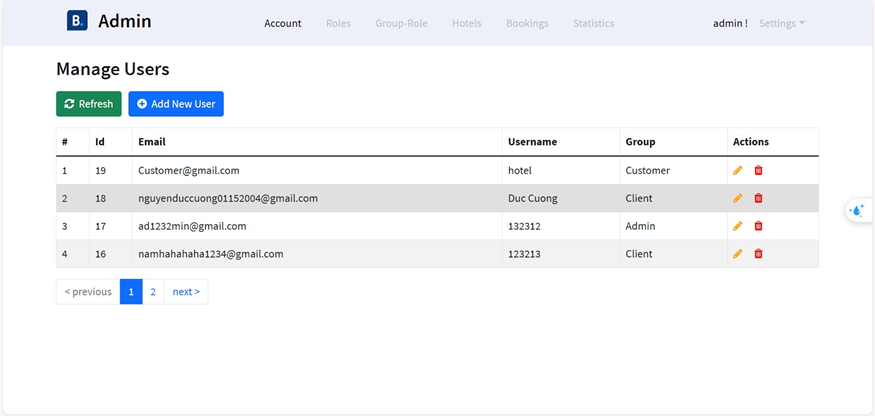 B. Admin Account Roles Group-Role Hotels Bookings Statistics admin ! Settings
Manage Users
Refresh Add New User
# Id Email Username Group Actions
1 19 Customer@gmail.com hotel Customer
2 18 nguyenduccuong01152004@gmail.com Duc Cuong Client
3 17 ad1232min@gmail.com 132312 Admin
4 16 namhahahaha1234@gmail.com 123213 Client
< previous 1 2 next >